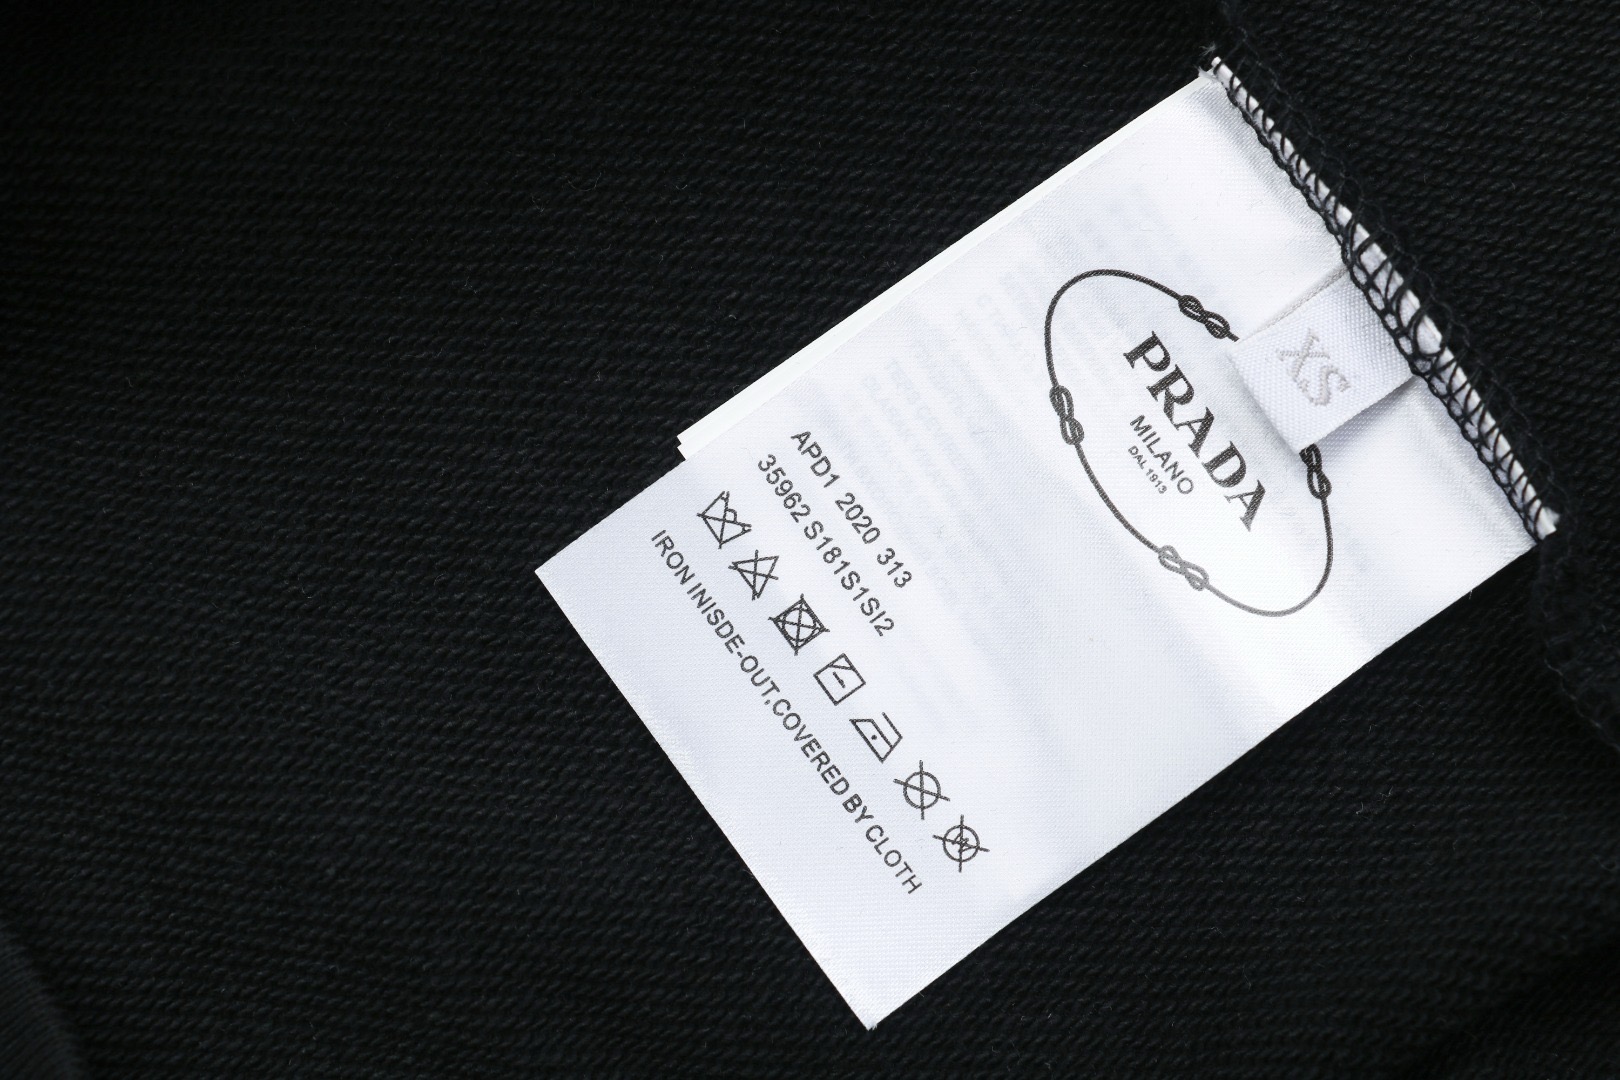 XS
PRADA
MILANO
DAL 1913
APD1 2020 313
35962 S181S1SI2
IRON INISDE-OUT,COVERED BY CLOTH